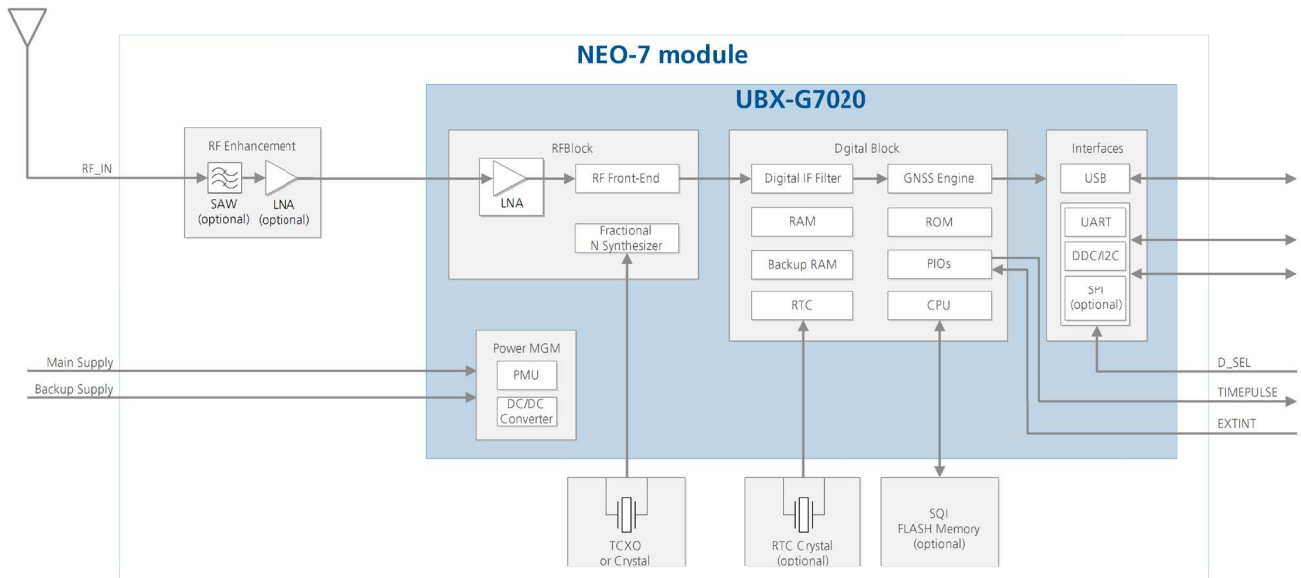 NEO-7 module
UBX-G7020
RF_IN
RF Enhancement
SAW
(optional)
LNA
(optional)
RFBlock
LNA
RF Front-End
Fractional
N Synthesizer
Dgital Block
Digital IF Filter
GNSS Engine
RAM
ROM
Backup RAM
PIOs
RTC
CPU
Interfaces
USB
UART
DDC/I2C
SPI
(optional)
Main Supply
Backup Supply
Power MGM
PMU
DC/DC
Converter
D_SEL
TIMEPULSE
EXTINT
TCXO
or Crystal
RTC Crystal
(optional)
SQI
FLASH Memory
(optional)